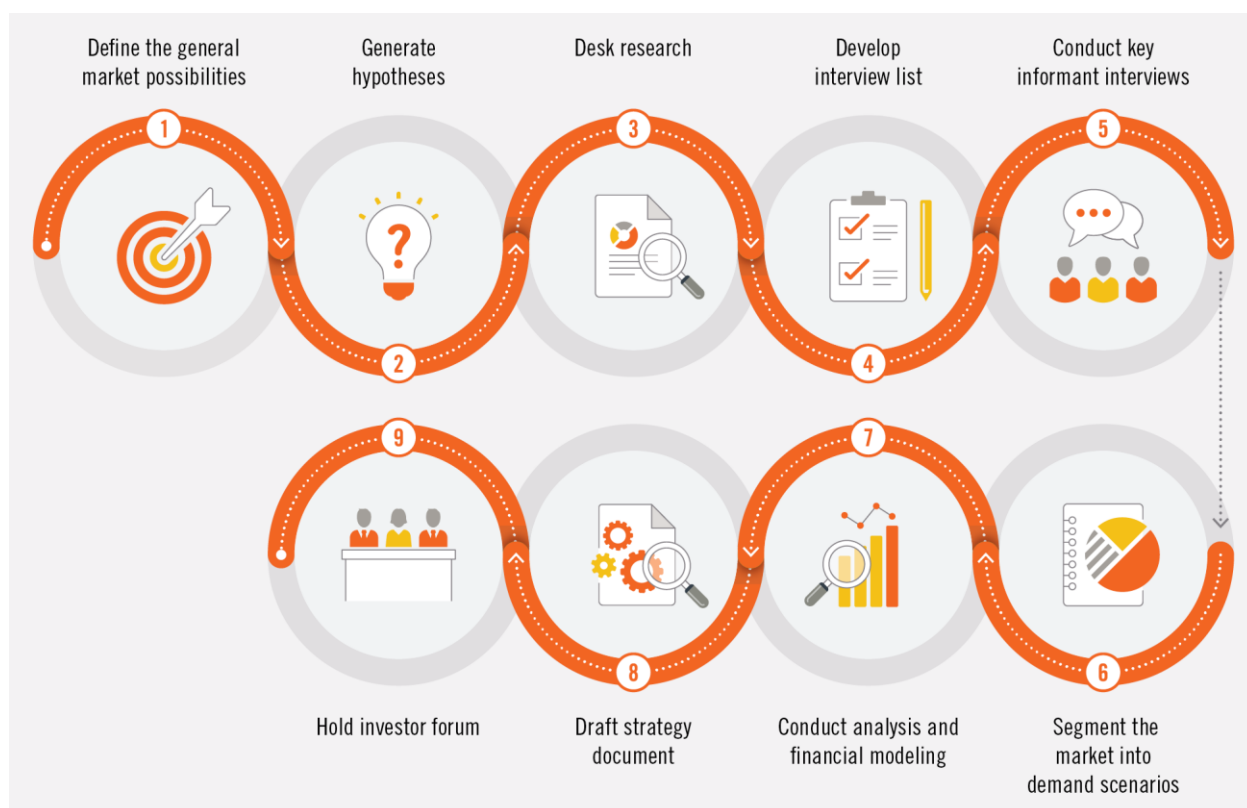 Define the general
market possibilities
Generate
hypotheses
Desk research
Develop
interview list
Conduct key
informant interviews
1
3
5
?
2
4
9
7
8
6
Hold investor forum
Draft strategy
document
Conduct analysis and
financial modeling
Segment the
market into
demand scenarios